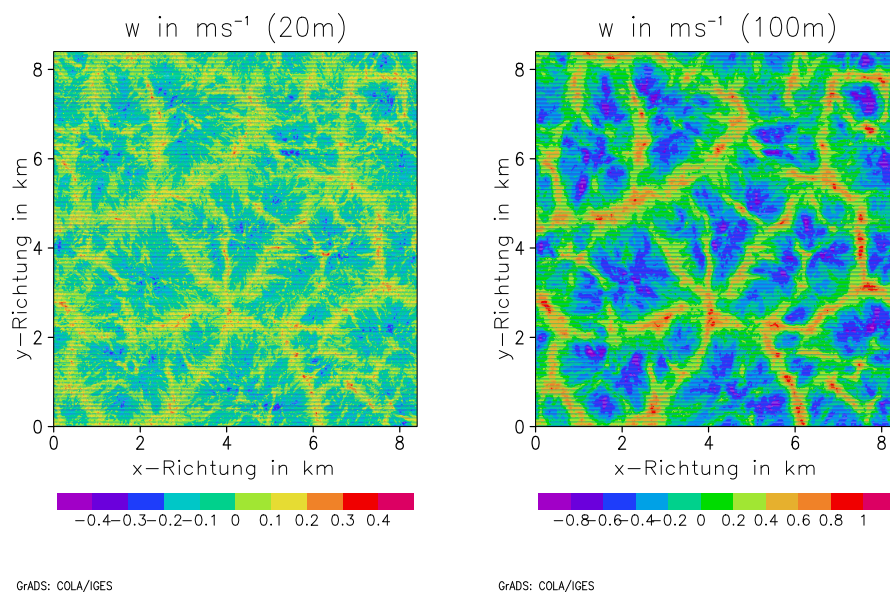 w in ms⁻¹ (20m)
8
6
4
2
0
0 2 4 6 8
y-Richtung in km
x-Richtung in km
-0.4 -0.3 -0.2 -0.1 0 0.1 0.2 0.3 0.4
GrADS: COLA/IGES
w in ms⁻¹ (100m)
8
6
4
2
0
0 2 4 6 8
y-Richtung in km
x-Richtung in km
-0.8 -0.6 -0.4 -0.2 0 0.2 0.4 0.6 0.8 1
GrADS: COLA/IGES